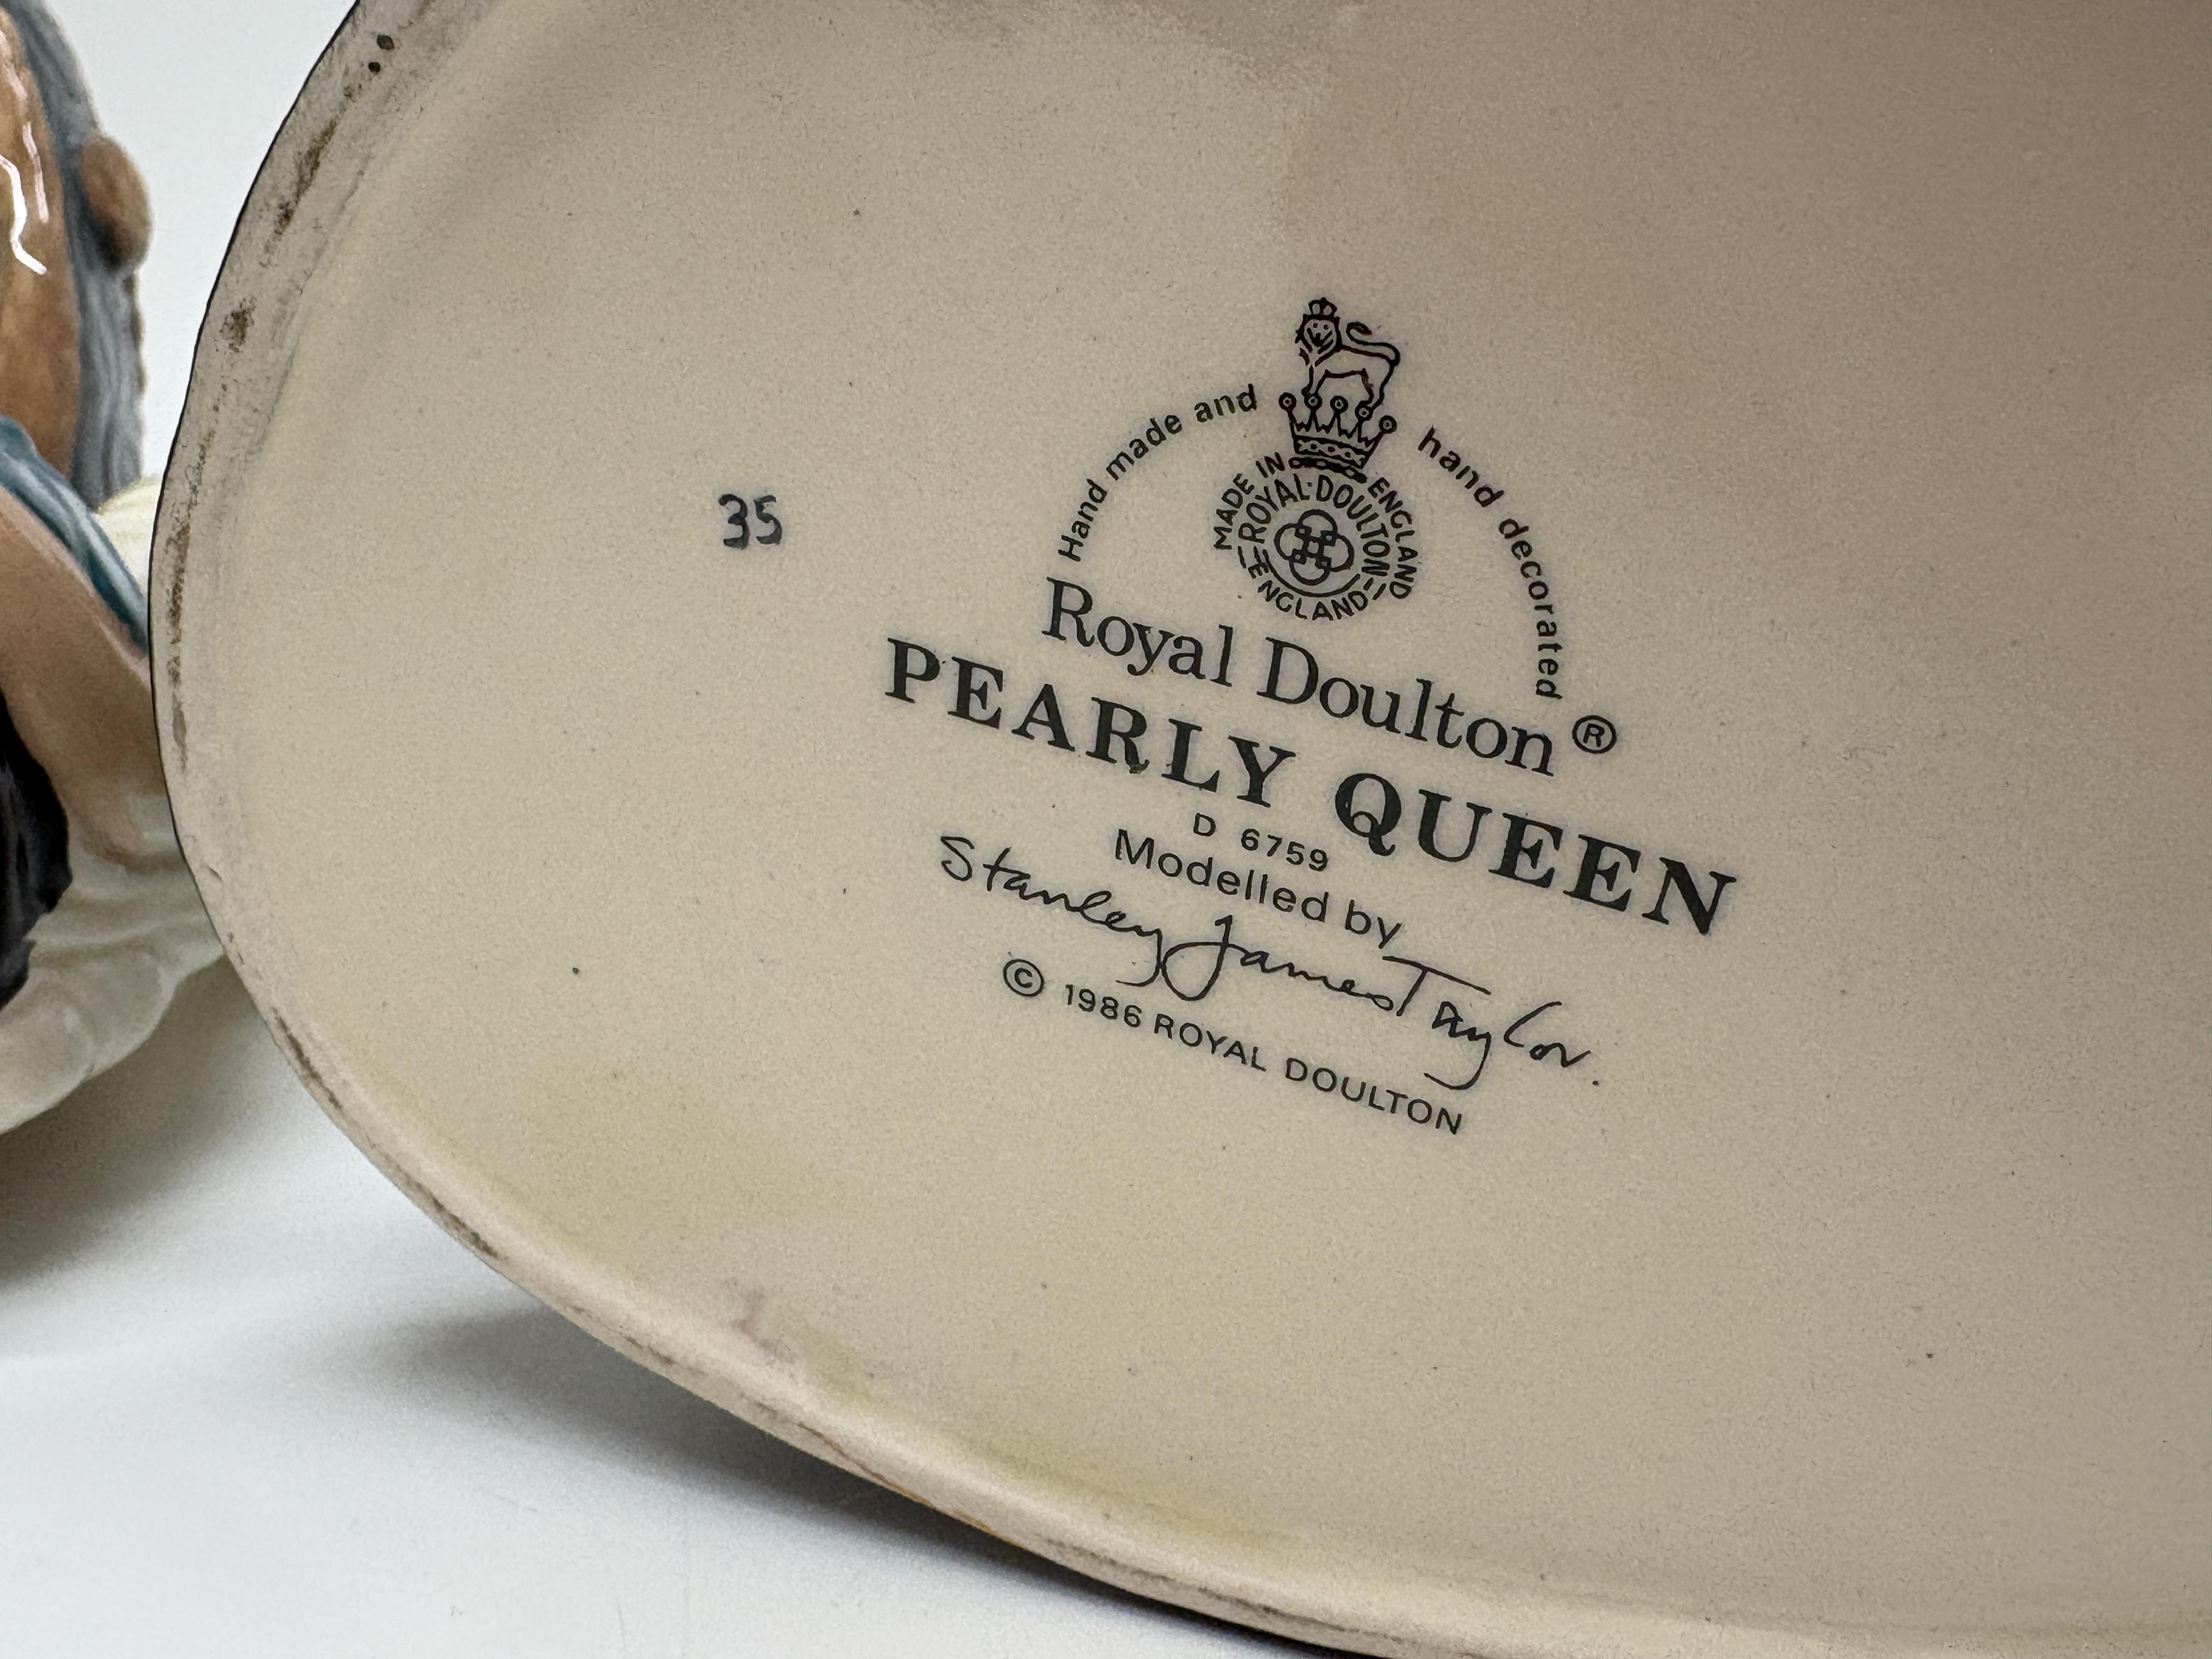 35
Hand made and hand decorated
MADE IN ENGLAND
ROYAL·DOULTON
ENGLAND
Royal Doulton ®
PEARLY QUEEN
D 6759
Modelled by
Stanley James Taylor.
© 1986 ROYAL DOULTON